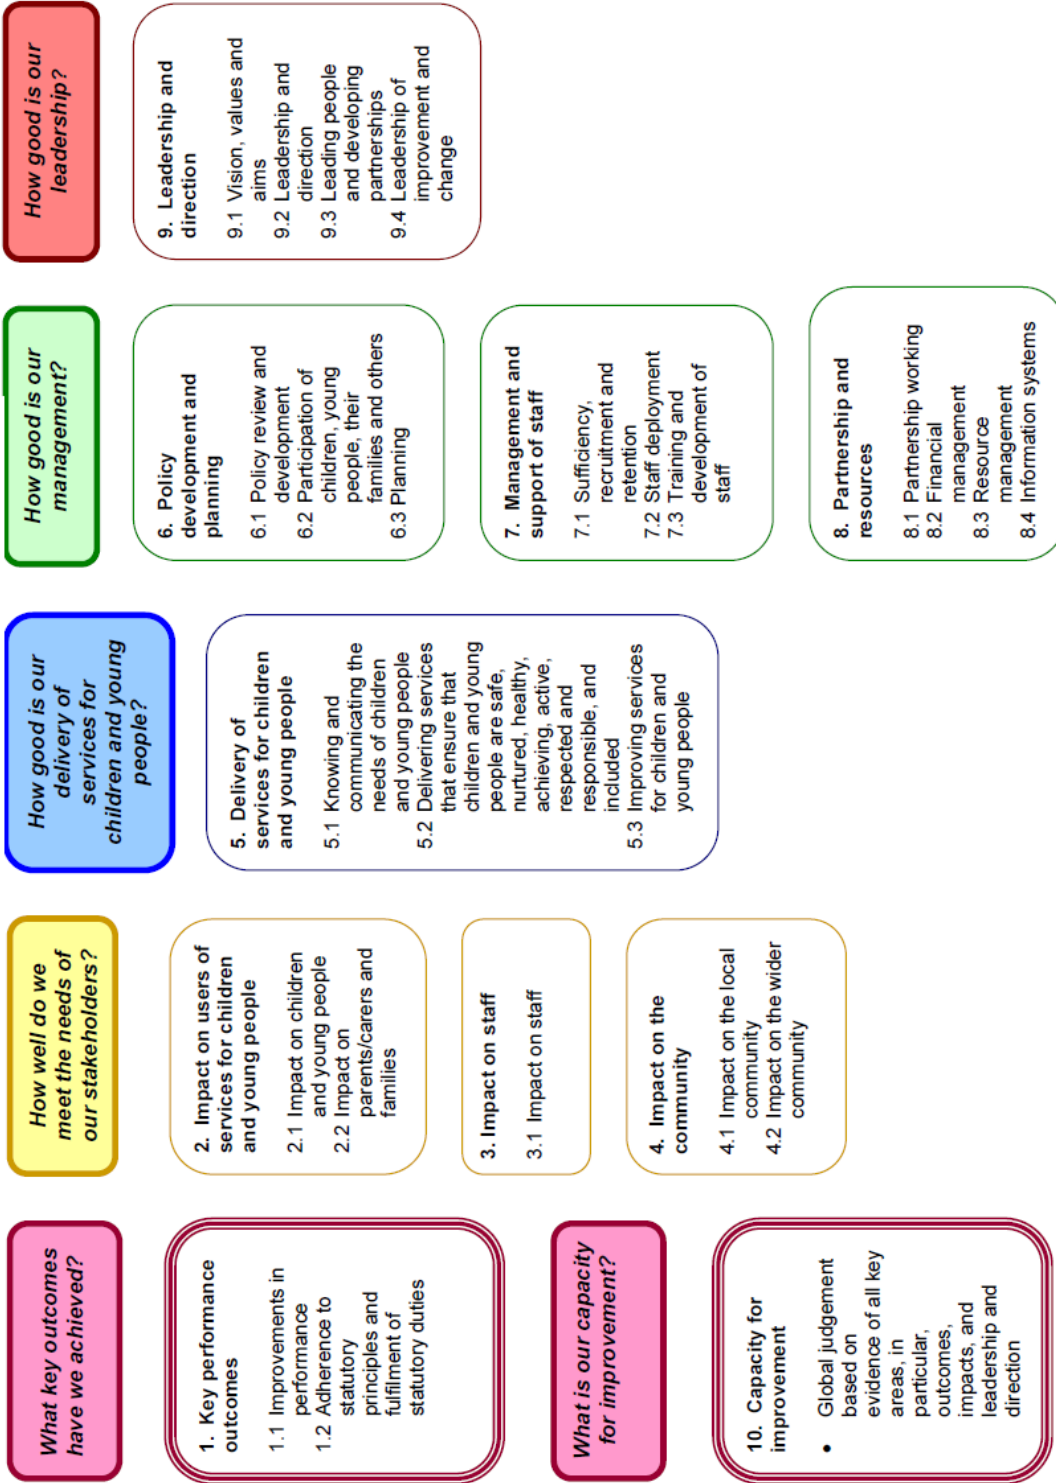 What key outcomes
have we achieved?
1. Key performance
outcomes
1.1 Improvements in
performance
1.2 Adherence to
statutory
principles and
fulfilment of
statutory duties
What is our capacity
for improvement?
10. Capacity for
improvement
• Global judgement
based on
evidence of all key
areas, in
particular,
outcomes,
impacts, and
leadership and
direction
How well do we
meet the needs of
our stakeholders?
2. Impact on users of
services for children
and young people
2.1 Impact on children
and young people
2.2 Impact on
parents/carers and
families
3. Impact on staff
3.1 Impact on staff
4. Impact on the
community
4.1 Impact on the local
community
4.2 Impact on the wider
community
How good is our
delivery of
services for
children and young
people?
5. Delivery of
services for children
and young people
5.1 Knowing and
communicating the
needs of children
and young people
5.2 Delivering services
that ensure that
children and young
people are safe,
nurtured, healthy,
achieving, active,
respected and
responsible, and
included
5.3 Improving services
for children and
young people
How good is our
management?
6. Policy
development and
planning
6.1 Policy review and
development
6.2 Participation of
children, young
people, their
families and others
6.3 Planning
7. Management and
support of staff
7.1 Sufficiency,
recruitment and
retention
7.2 Staff deployment
7.3 Training and
development of
staff
8. Partnership and
resources
8.1 Partnership working
8.2 Financial
management
8.3 Resource
management
8.4 Information systems
How good is our
leadership?
9. Leadership and
direction
9.1 Vision, values and
aims
9.2 Leadership and
direction
9.3 Leading people
and developing
partnerships
9.4 Leadership of
improvement and
change